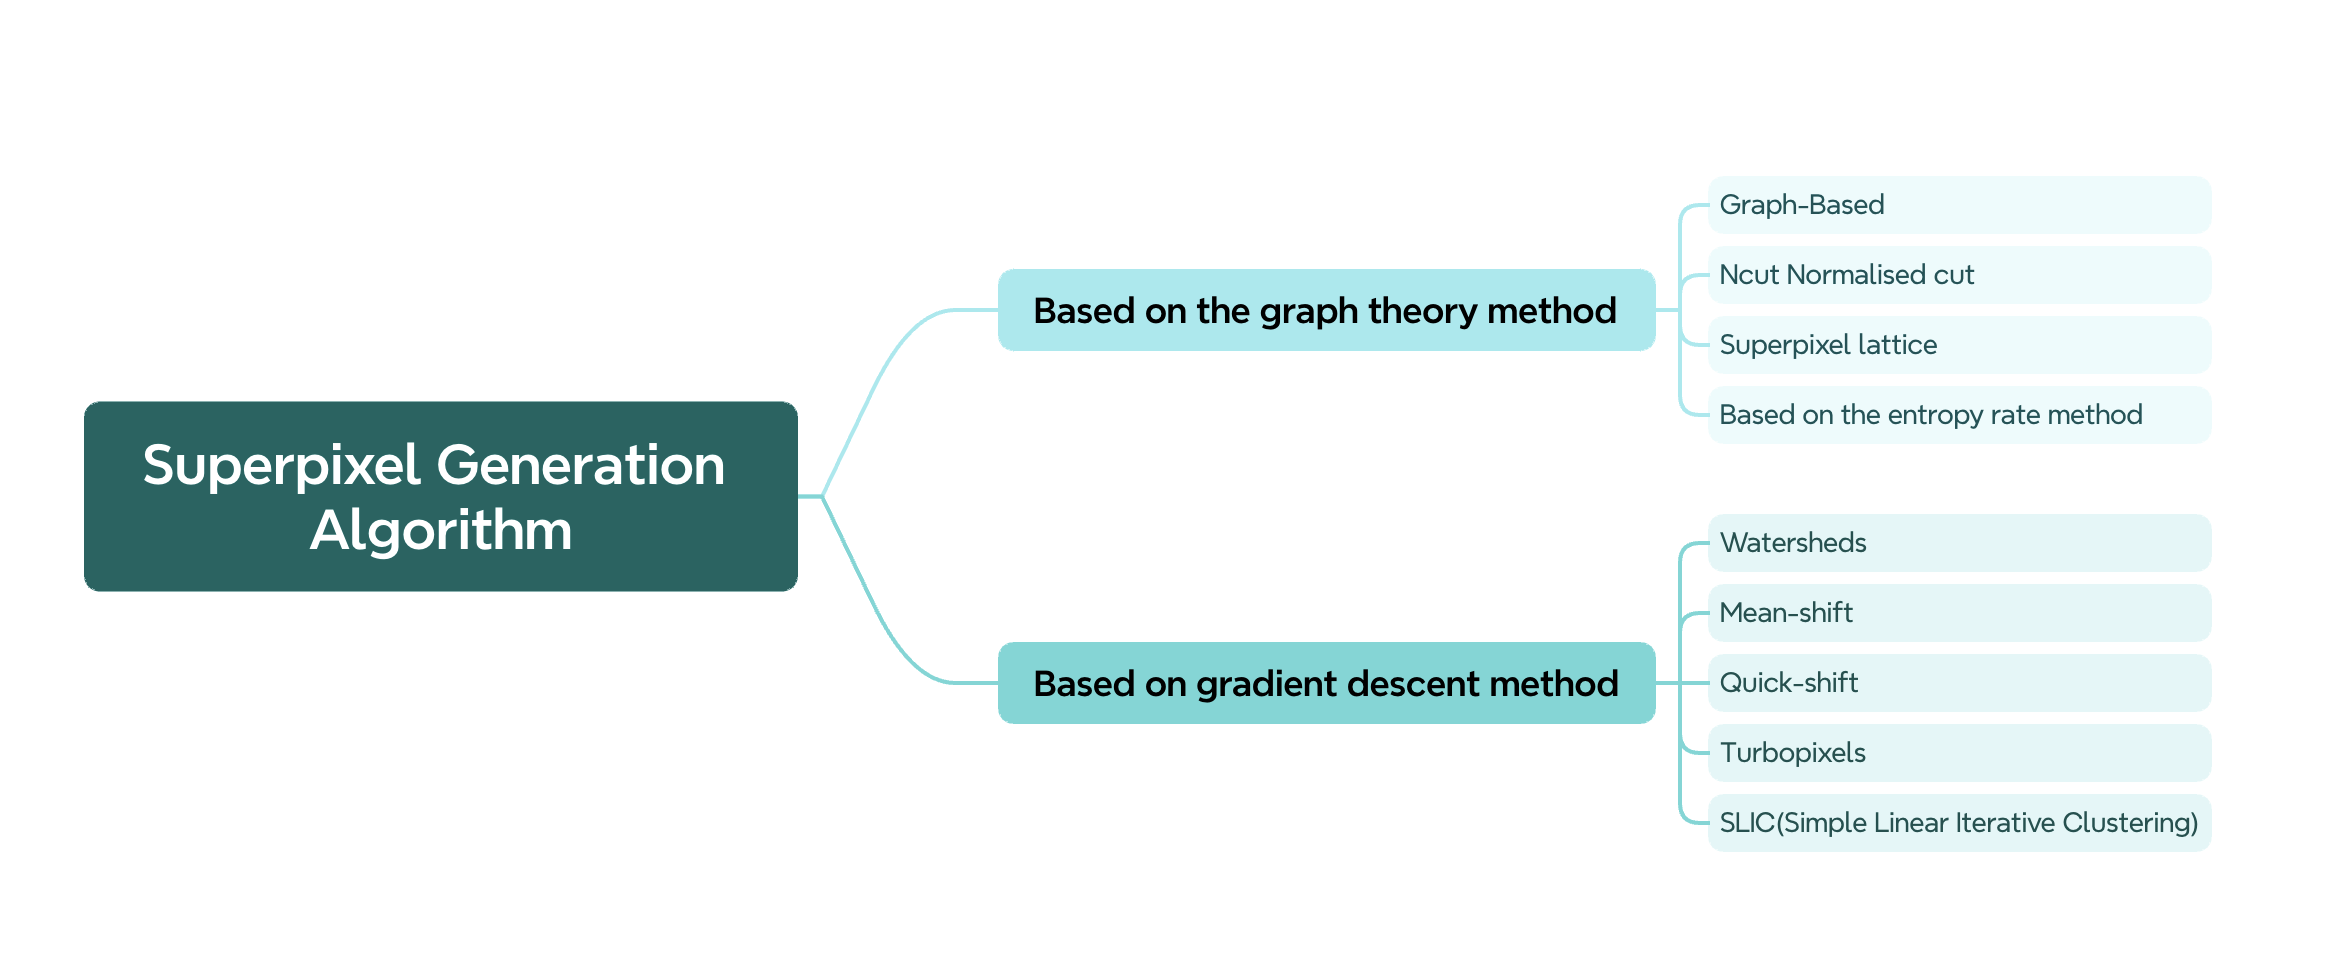 Superpixel Generation
Algorithm
Based on the graph theory method
Graph-Based
Ncut Normalised cut
Superpixel lattice
Based on the entropy rate method
Based on gradient descent method
Watersheds
Mean-shift
Quick-shift
Turbopixels
SLIC(Simple Linear Iterative Clustering)